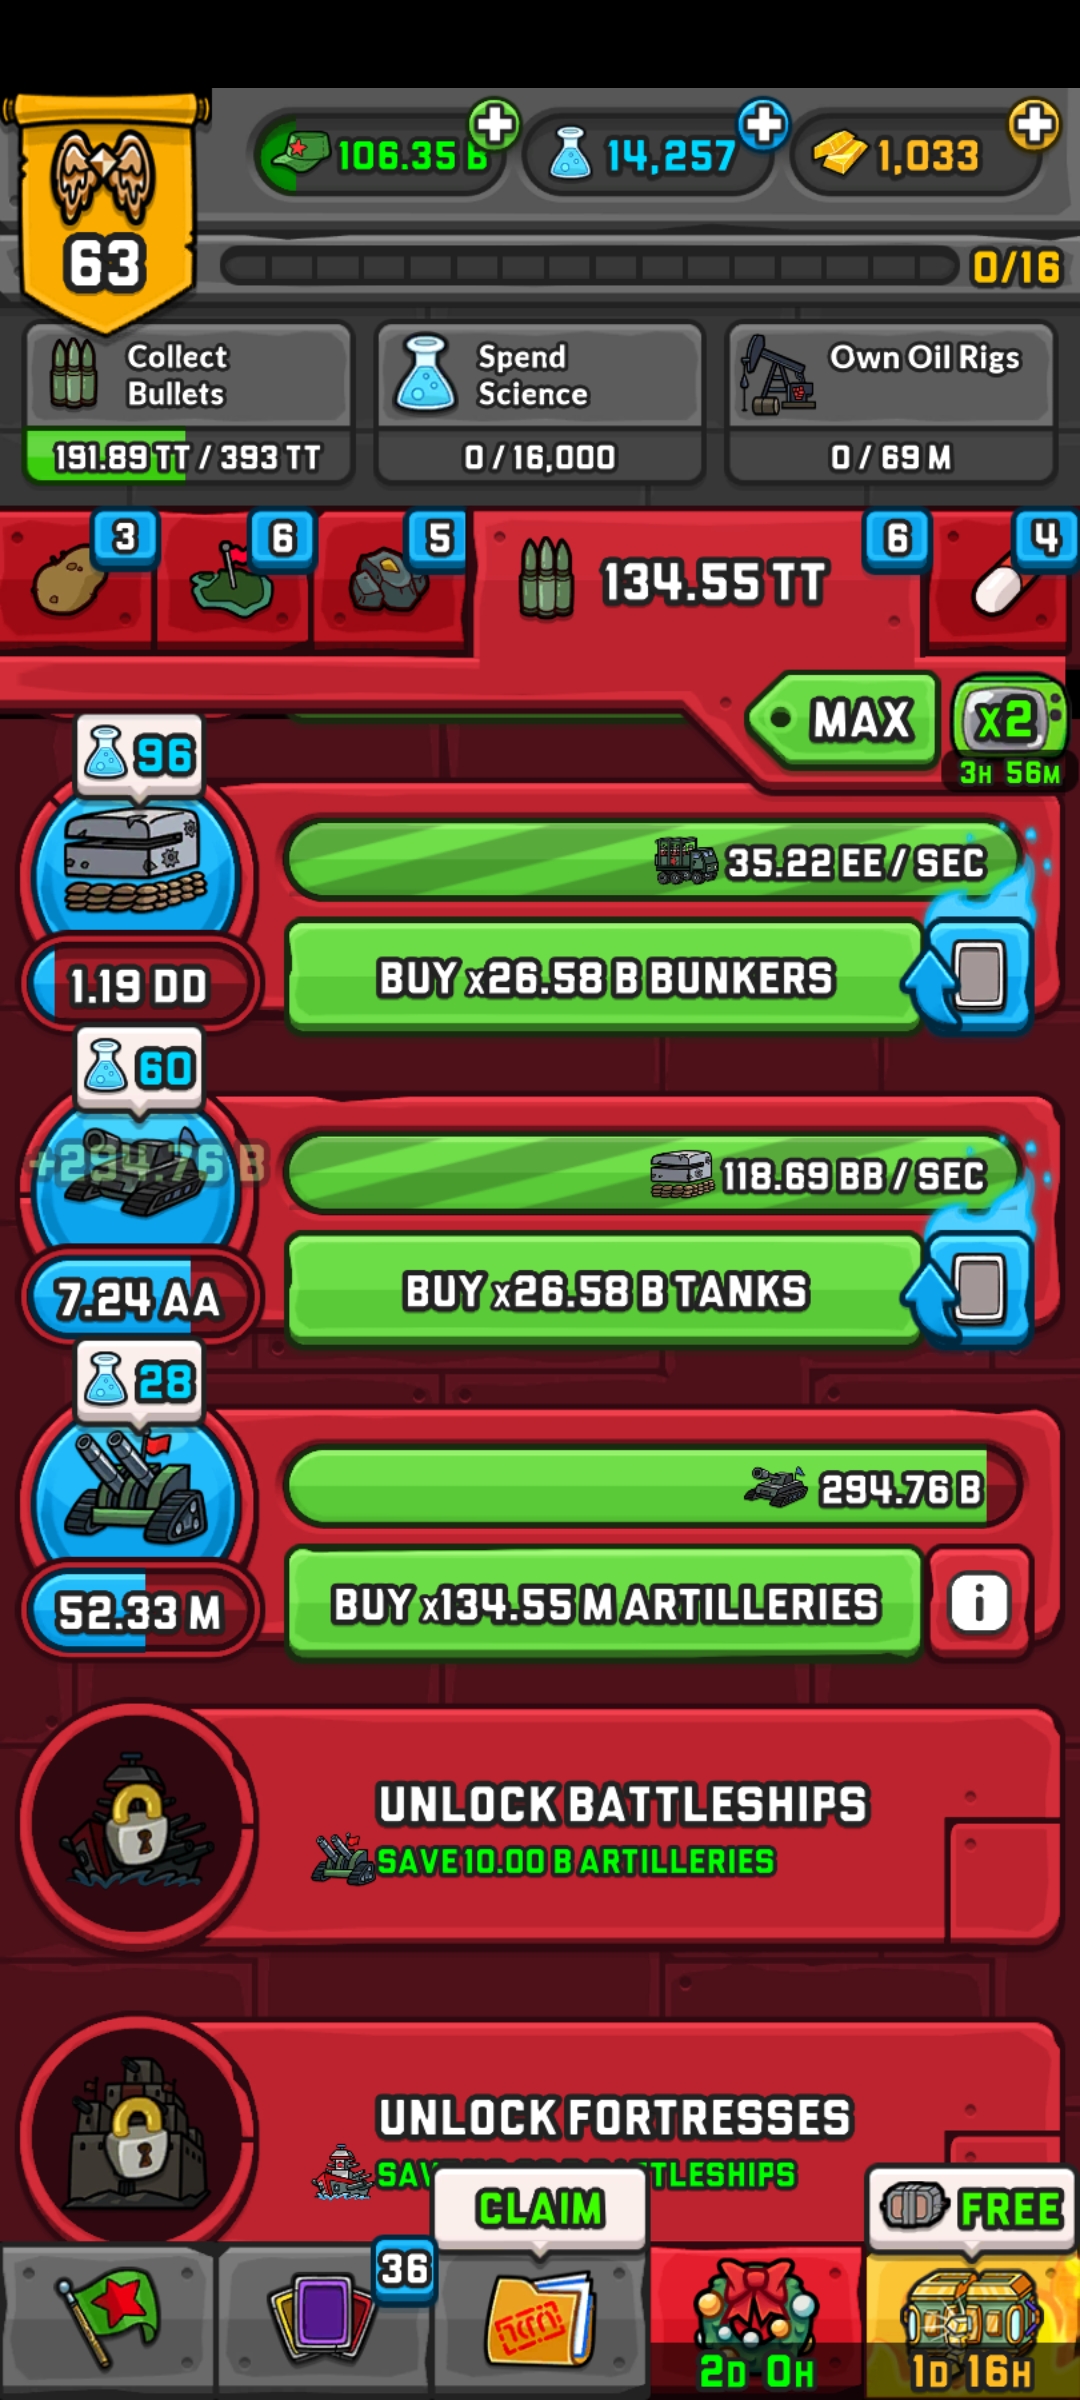 106.35 B
14,257
1,033
63
0/16
Collect
Bullets
191.89 TT / 393 TT
Spend
Science
0 / 16,000
Own Oil Rigs
0 / 69 M
3
6
5
134.55 TT
6
4
MAX
x2
3H 56M
96
35.22 EE / SEC
1.19 DD
BUY x26.58 B BUNKERS
60
+294.76 B
118.69 BB / SEC
7.24 AA
BUY x26.58 B TANKS
28
294.76 B
52.33 M
BUY x134.55 M ARTILLERIES
i
UNLOCK BATTLESHIPS
SAVE 10.00 B ARTILLERIES
UNLOCK FORTRESSES
CLAIM
FREE
36
2D 0H
1D 16H